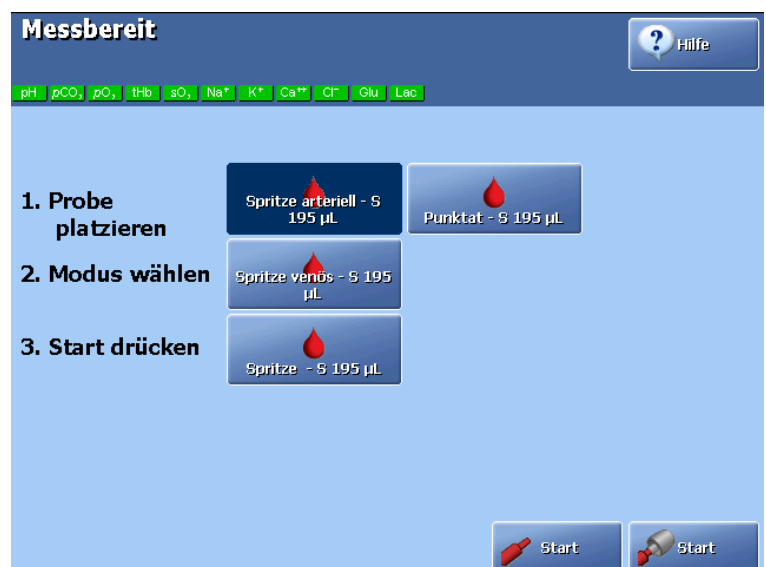 Messbereit
? Hilfe
pH pCO₂ pO₂ tHb sO₂ Na⁺ K⁺ Ca⁺⁺ Cl⁻ Glu Lac
1. Probe
platzieren
Spritze arteriell - S
195 µL
Punktat - S 195 µL
2. Modus wählen
Spritze venös - S 195
µL
3. Start drücken
Spritze - S 195 µL
Start
Start